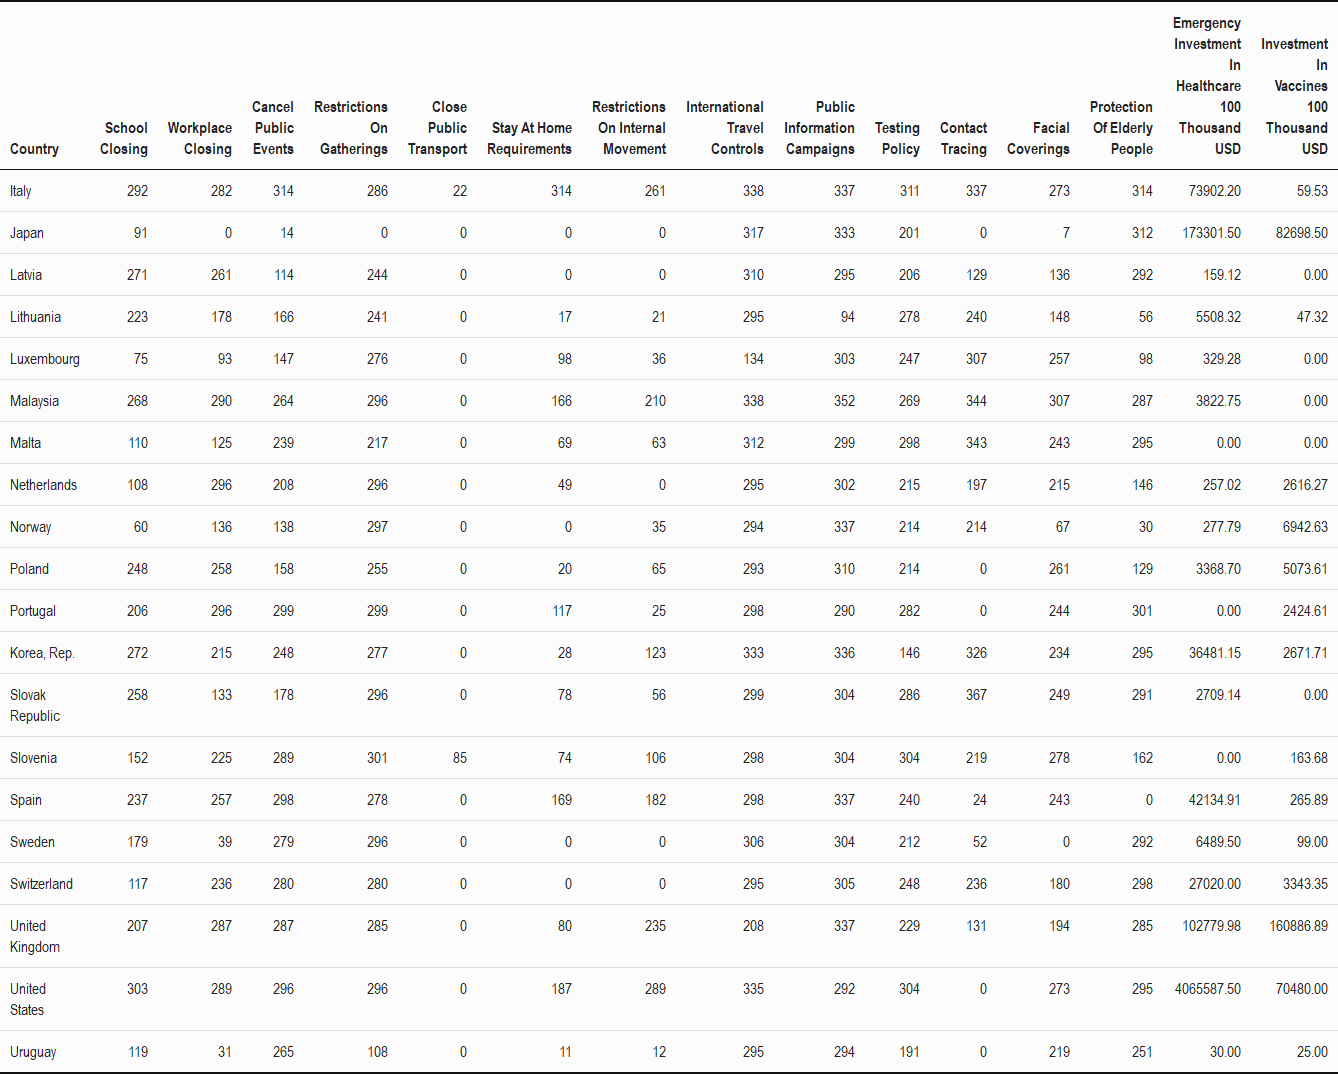 Country School Closing Workplace Closing Cancel Public Events Restrictions On Gatherings Close Public Transport Stay At Home Requirements Restrictions On Internal Movement International Travel Controls Public Information Campaigns Testing Policy Contact Tracing Facial Coverings Protection Of Elderly People Emergency Investment In Healthcare 100 Thousand USD Investment In Vaccines 100 Thousand USD
Italy 292 282 314 286 22 314 261 338 337 311 337 273 314 73902.20 59.53
Japan 91 0 14 0 0 0 0 317 333 201 0 7 312 173301.50 82698.50
Latvia 271 261 114 244 0 0 0 310 295 206 129 136 292 159.12 0.00
Lithuania 223 178 166 241 0 17 21 295 94 278 240 148 56 5508.32 47.32
Luxembourg 75 93 147 276 0 98 36 134 303 247 307 257 98 329.28 0.00
Malaysia 268 290 264 296 0 166 210 338 352 269 344 307 287 3822.75 0.00
Malta 110 125 239 217 0 69 63 312 299 298 343 243 295 0.00 0.00
Netherlands 108 296 208 296 0 49 0 295 302 215 197 215 146 257.02 2616.27
Norway 60 136 138 297 0 0 35 294 337 214 214 67 30 277.79 6942.63
Poland 248 258 158 255 0 20 65 293 310 214 0 261 129 3368.70 5073.61
Portugal 206 296 299 299 0 117 25 298 290 282 0 244 301 0.00 2424.61
Korea, Rep. 272 215 248 277 0 28 123 333 336 146 326 234 295 36481.15 2671.71
Slovak 258 133 178 296 0 78 56 299 304 286 367 249 291 2709.14 0.00
Republic
Slovenia 152 225 289 301 85 74 106 298 304 304 219 278 162 0.00 163.68
Spain 237 257 298 278 0 169 182 298 337 240 24 243 0 42134.91 265.89
Sweden 179 39 279 296 0 0 0 306 304 212 52 0 292 6489.50 99.00
Switzerland 117 236 280 280 0 0 0 295 305 248 236 180 298 27020.00 3343.35
United 207 287 287 285 0 80 235 208 337 229 131 194 285 102779.98 160886.89
Kingdom
United 303 289 296 296 0 187 289 335 292 304 0 273 295 4065587.50 70480.00
States
Uruguay 119 31 265 108 0 11 12 295 294 191 0 219 251 30.00 25.00